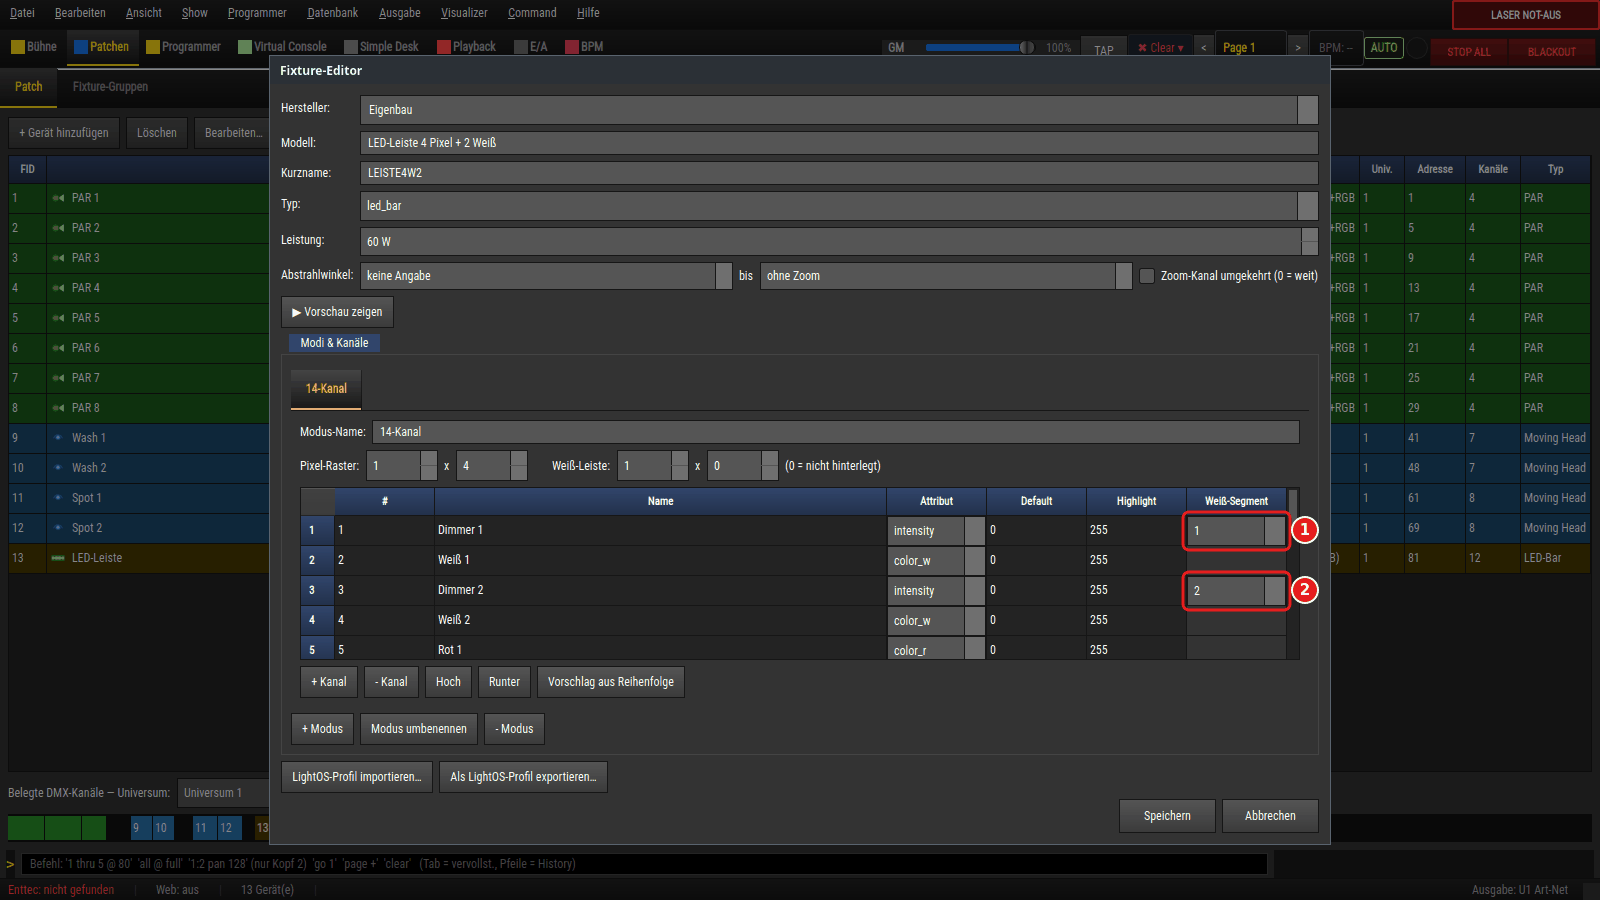 Datei Bearbeiten Ansicht Show Programmer Datenbank Ausgabe Visualizer Command Hilfe
LASER NOT-AUS
Bühne Patchen Programmer Virtual Console Simple Desk Playback E/A BPM
GM 100% TAP ✖ Clear ▾ < Page 1 > BPM: -- AUTO STOP ALL BLACKOUT
Fixture-Editor
Patch Fixture-Gruppen
+ Gerät hinzufügen Löschen Bearbeiten...
Hersteller: Eigenbau
Modell: LED-Leiste 4 Pixel + 2 Weiß
Kurzname: LEISTE4W2
Typ: led_bar
Leistung: 60 W
Abstrahlwinkel: keine Angabe bis ohne Zoom Zoom-Kanal umgekehrt (0 = weit)
▶ Vorschau zeigen
Modi & Kanäle
14-Kanal
Modus-Name: 14-Kanal
Pixel-Raster: 1 x 4 Weiß-Leiste: 1 x 0 (0 = nicht hinterlegt)
# Name Attribut Default Highlight Weiß-Segment
1 1 Dimmer 1 intensity 0 255 1 1
2 2 Weiß 1 color_w 0 255
3 3 Dimmer 2 intensity 0 255 2 2
4 4 Weiß 2 color_w 0 255
5 5 Rot 1 color_r 0 255
+ Kanal - Kanal Hoch Runter Vorschlag aus Reihenfolge
+ Modus Modus umbenennen - Modus
LightOS-Profil importieren... Als LightOS-Profil exportieren...
Speichern Abbrechen
FID Univ. Adresse Kanäle Typ
1 PAR 1 +RGB 1 1 4 PAR
2 PAR 2 +RGB 1 5 4 PAR
3 PAR 3 +RGB 1 9 4 PAR
4 PAR 4 +RGB 1 13 4 PAR
5 PAR 5 +RGB 1 17 4 PAR
6 PAR 6 +RGB 1 21 4 PAR
7 PAR 7 +RGB 1 25 4 PAR
8 PAR 8 +RGB 1 29 4 PAR
9 Wash 1 1 41 7 Moving Head
10 Wash 2 1 48 7 Moving Head
11 Spot 1 1 61 8 Moving Head
12 Spot 2 1 69 8 Moving Head
13 LED-Leiste B) 1 81 12 LED-Bar
Belegte DMX-Kanäle — Universum: Universum 1
9 10 11 12 13
> Befehl: '1 thru 5 @ 80' 'all @ full' '1:2 pan 128' (nur Kopf 2) 'go 1' 'page +' 'clear' (Tab = vervollst., Pfeile = History)
Enttec: nicht gefunden Web: aus 13 Gerät(e) Ausgabe: U1 Art-Net